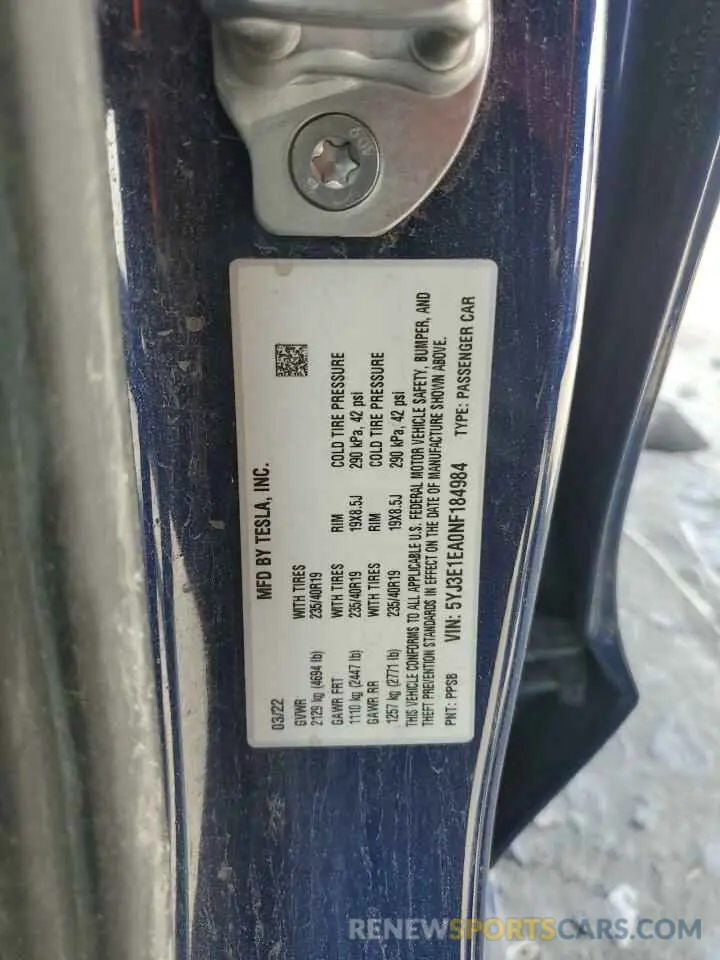 MFD BY TESLA, INC.
03/22
GVWR WITH TIRES
2129 kg (4694 lb) 235/40R19
GAWR FRT WITH TIRES RIM COLD TIRE PRESSURE
1110 kg (2447 lb) 235/40R19 19X8.5J 290 kPa, 42 psi
GAWR RR WITH TIRES RIM COLD TIRE PRESSURE
1257 kg (2771 lb) 235/40R19 19X8.5J 290 kPa, 42 psi
THIS VEHICLE CONFORMS TO ALL APPLICABLE U.S. FEDERAL MOTOR VEHICLE SAFETY, BUMPER, AND
THEFT PREVENTION STANDARDS IN EFFECT ON THE DATE OF MANUFACTURE SHOWN ABOVE.
PNT: PPSB VIN: 5YJ3E1EA0NF184984 TYPE: PASSENGER CAR
RENEWSPORTSCARS.COM